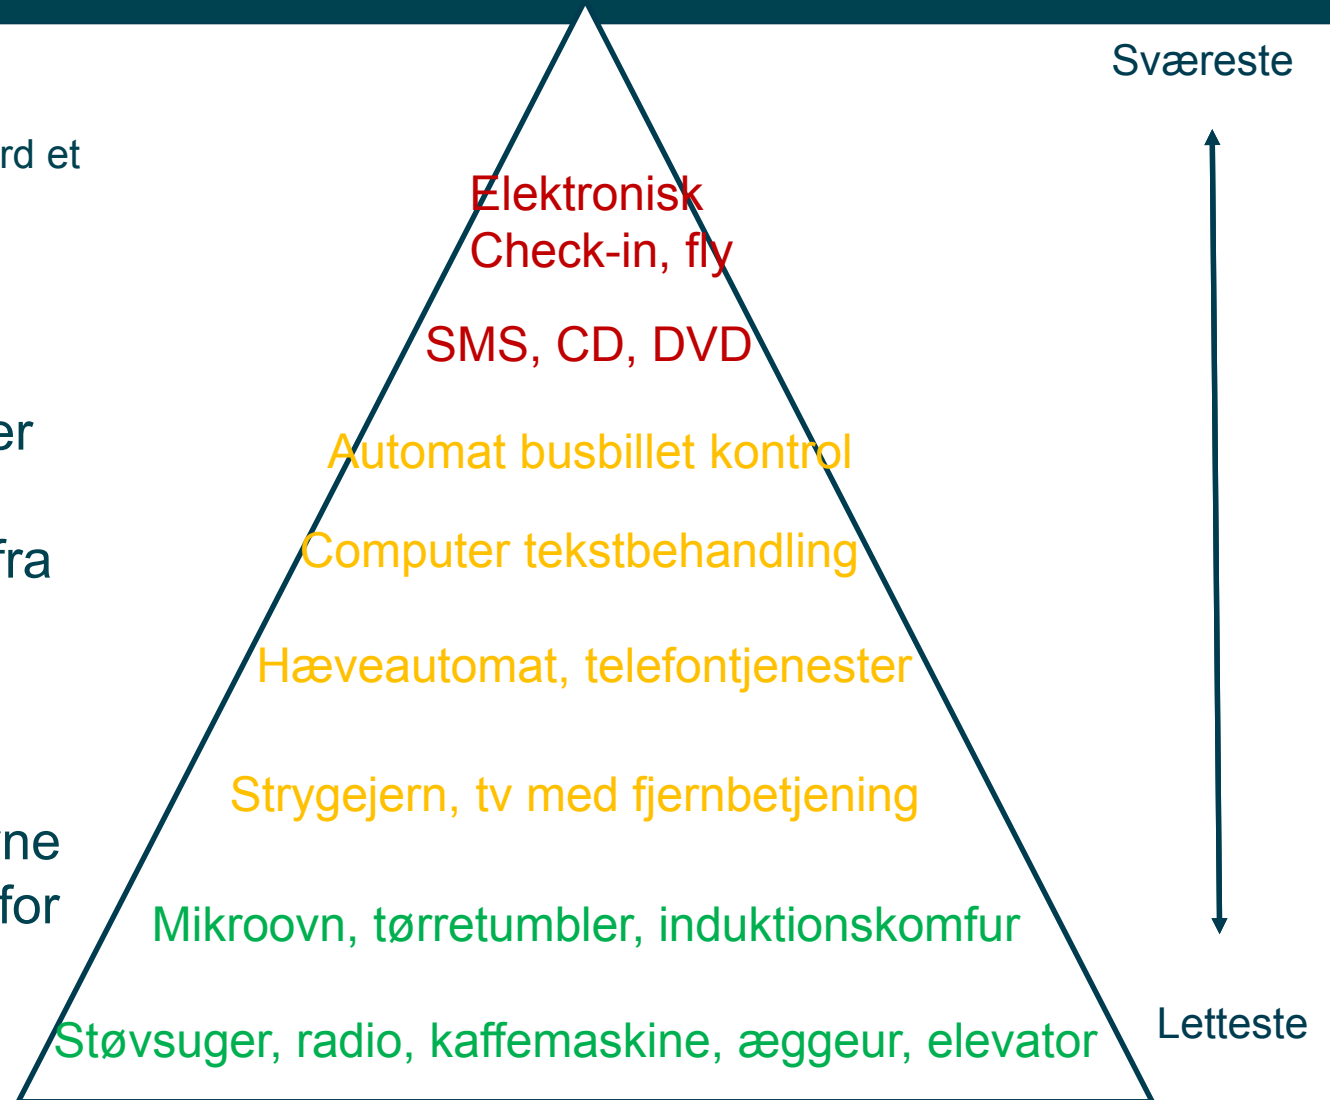 Sværeste
rd et
Elektronisk
Check-in, fly
SMS, CD, DVD
er
Automat busbillet kontrol
fra
Computer tekstbehandling
Hæveautomat, telefontjenester
Strygejern, tv med fjernbetjening
ne
for
Mikroovn, tørretumbler, induktionskomfur
Støvsuger, radio, kaffemaskine, æggeur, elevator
Letteste